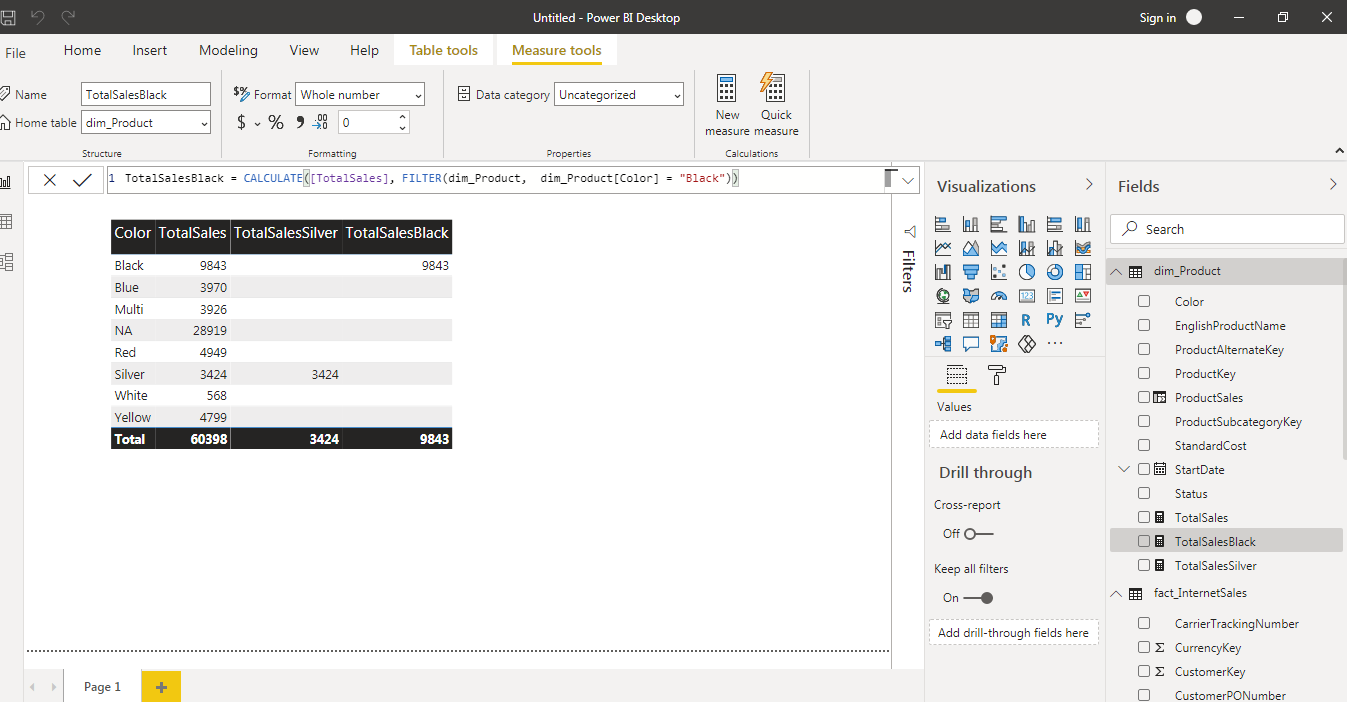 Untitled - Power BI Desktop
Sign in
File Home Insert Modeling View Help Table tools Measure tools
Name TotalSalesBlack
Home table dim_Product
Structure
$% Format Whole number
$ % 9 .00 0
Formatting
Data category Uncategorized
Properties
New measure
Quick measure
Calculations
1 TotalSalesBlack = CALCULATE([TotalSales], FILTER(dim_Product, dim_Product[Color] = "Black"))
Color TotalSales TotalSalesSilver TotalSalesBlack
Black 9843 9843
Blue 3970
Multi 3926
NA 28919
Red 4949
Silver 3424 3424
White 568
Yellow 4799
Total 60398 3424 9843
Filters
Visualizations
123
R Py
...
Values
Add data fields here
Drill through
Cross-report
Off
Keep all filters
On
Add drill-through fields here
Fields
Search
dim_Product
Color
EnglishProductName
ProductAlternateKey
ProductKey
ProductSales
ProductSubcategoryKey
StandardCost
StartDate
Status
TotalSales
TotalSalesBlack
TotalSalesSilver
fact_InternetSales
CarrierTrackingNumber
Σ CurrencyKey
Σ CustomerKey
CustomerPONumber
Page 1
+